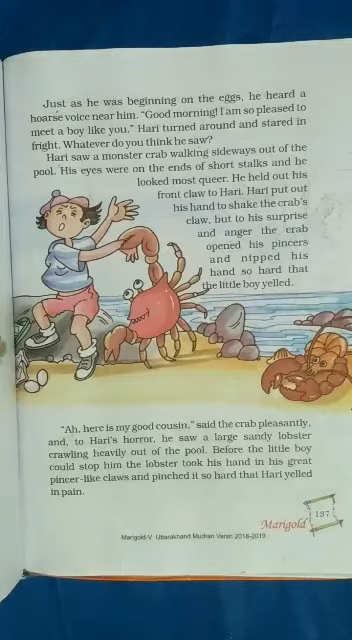 Just as he was beginning on the eggs, he heard a
hoarse voice near him. “Good morning! I am so pleased to
meet a boy like you.” Hari turned around and stared in
fright. Whatever do you think he saw?
Hari saw a monster crab walking sideways out of the
pool. His eyes were on the ends of short stalks and he
looked most queer. He held out his
front claw to Hari. Hari put out
his hand to shake the crab's
claw, but to his surprise
and anger the crab
opened his pincers
and nipped his
hand so hard that
the little boy yelled.
“Ah, here is my good cousin,” said the crab pleasantly,
and, to Hari's horror, he saw a large sandy lobster
crawling heavily out of the pool. Before the little boy
could stop him the lobster took his hand in his great
pincer-like claws and pinched it so hard that Hari yelled
in pain.
137
Marigold
Marigold-V Uttarakhand Mudran Varsh 2018-2019